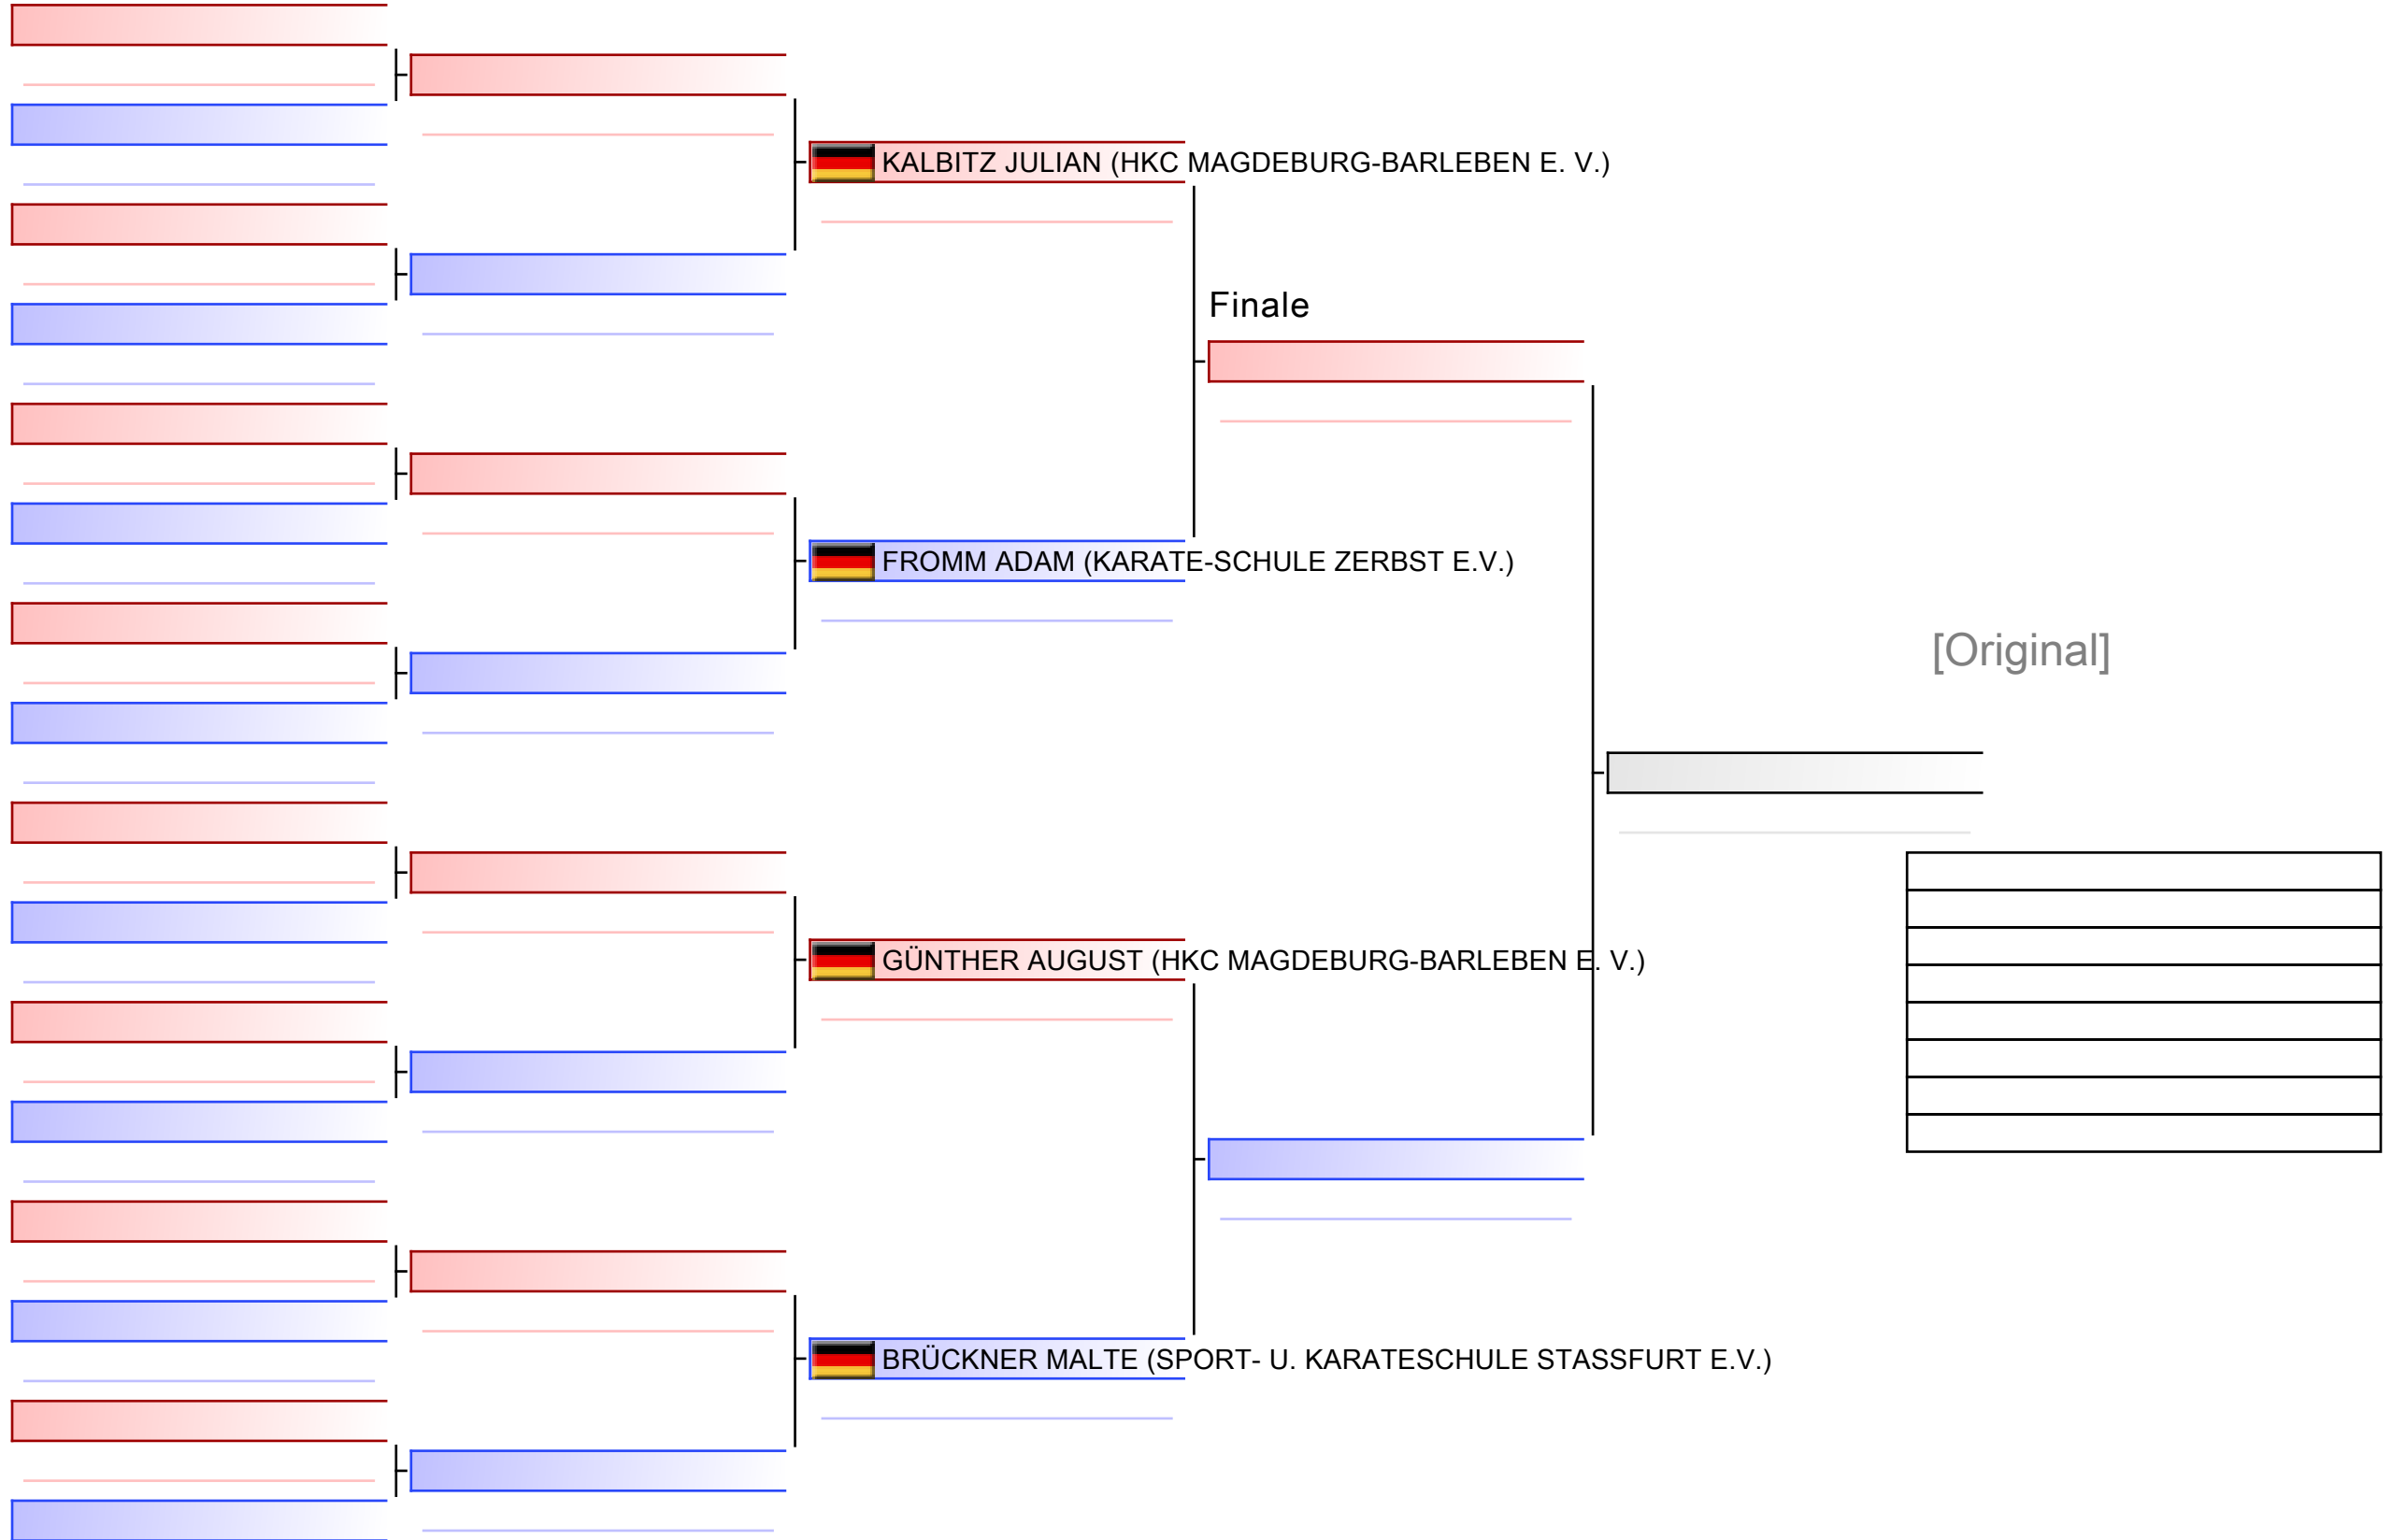 KALBITZ JULIAN (HKC MAGDEBURG-BARLEBEN E. V.)
Finale
FROMM ADAM (KARATE-SCHULE ZERBST E.V.)
[Original]
GÜNTHER AUGUST (HKC MAGDEBURG-BARLEBEN E. V.)
BRÜCKNER MALTE (SPORT- U. KARATESCHULE STASSFURT E.V.)